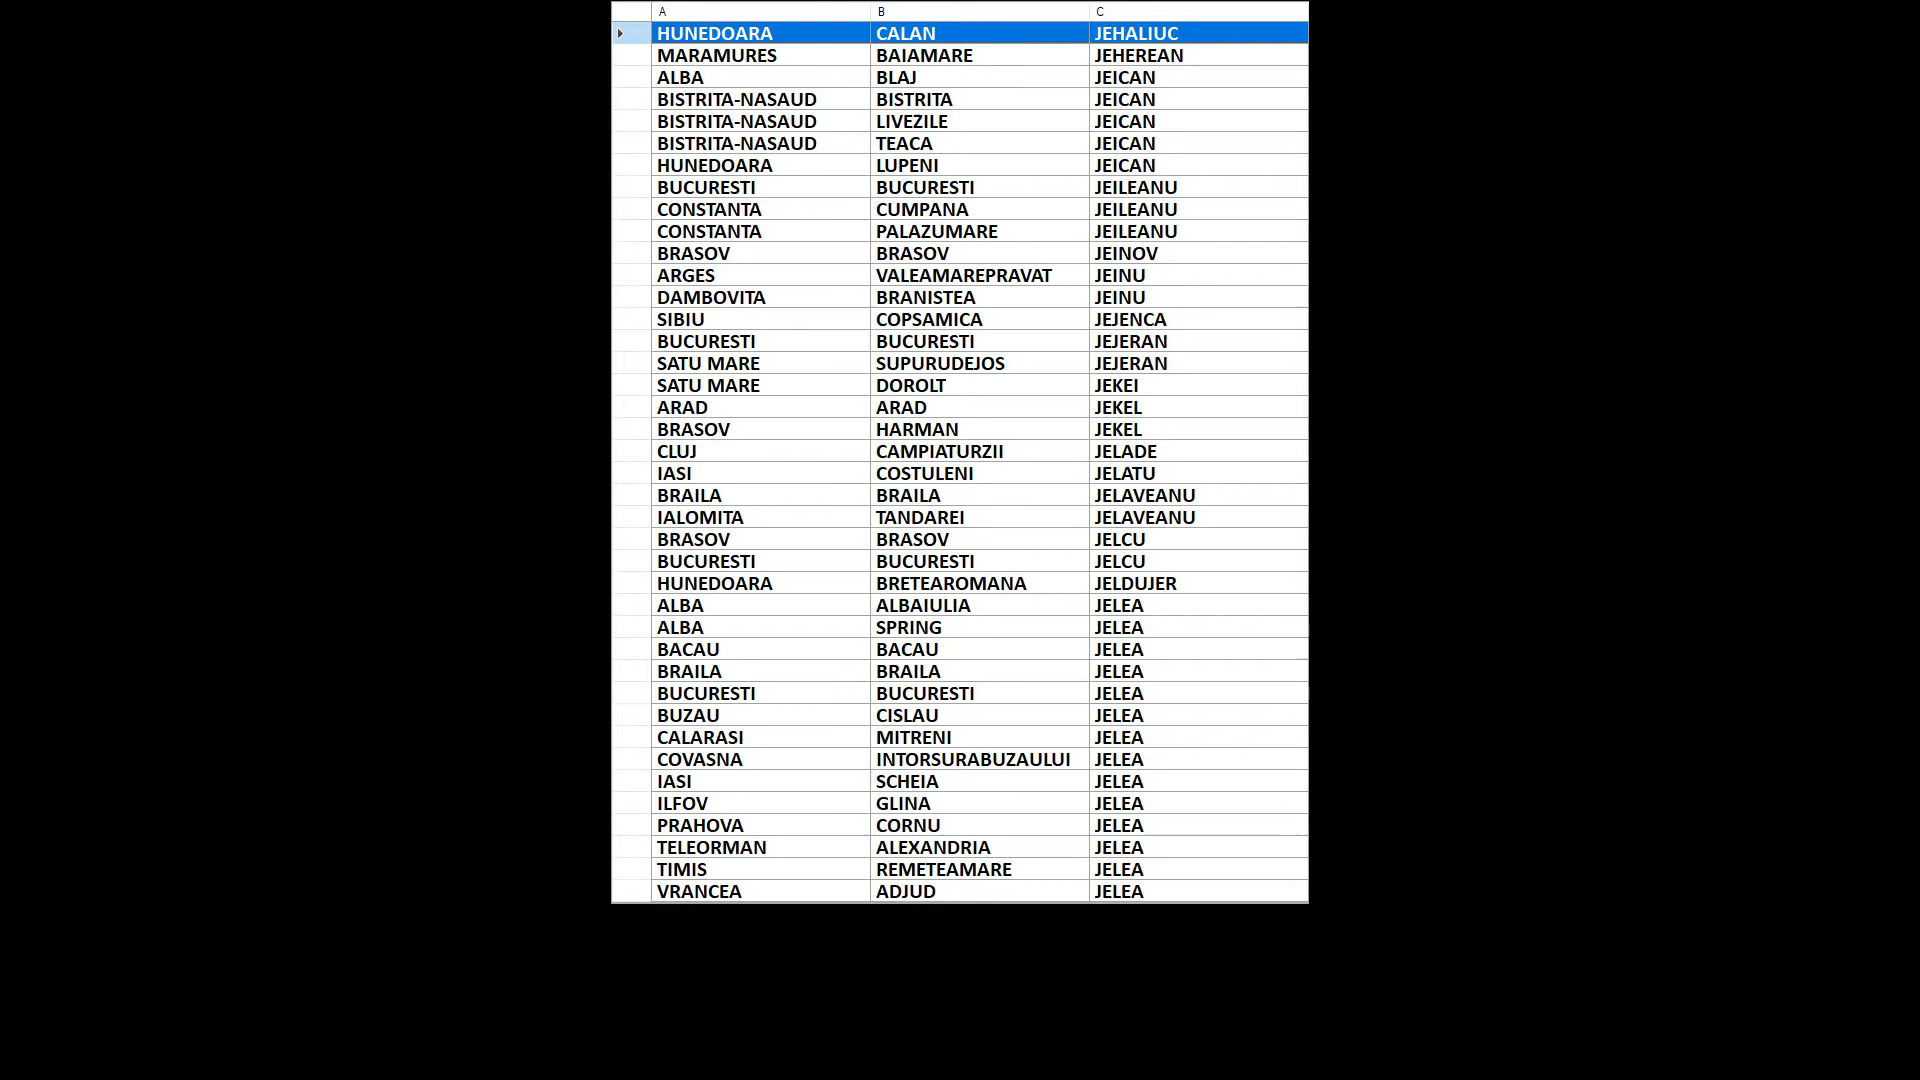 A B C
HUNEDOARA CALAN JEHALIUC
MARAMURES BAIAMARE JEHEREAN
ALBA BLAJ JEICAN
BISTRITA-NASAUD BISTRITA JEICAN
BISTRITA-NASAUD LIVEZILE JEICAN
BISTRITA-NASAUD TEACA JEICAN
HUNEDOARA LUPENI JEICAN
BUCURESTI BUCURESTI JEILEANU
CONSTANTA CUMPANA JEILEANU
CONSTANTA PALAZUMARE JEILEANU
BRASOV BRASOV JEINOV
ARGES VALEAMAREPRAVAT JEINU
DAMBOVITA BRANISTEA JEINU
SIBIU COPSAMICA JEJENCA
BUCURESTI BUCURESTI JEJERAN
SATU MARE SUPURUDEJOS JEJERAN
SATU MARE DOROLT JEKEI
ARAD ARAD JEKEL
BRASOV HARMAN JEKEL
CLUJ CAMPIATURZII JELADE
IASI COSTULENI JELATU
BRAILA BRAILA JELAVEANU
IALOMITA TANDAREI JELAVEANU
BRASOV BRASOV JELCU
BUCURESTI BUCURESTI JELCU
HUNEDOARA BRETEAROMANA JELDUJER
ALBA ALBAIULIA JELEA
ALBA SPRING JELEA
BACAU BACAU JELEA
BRAILA BRAILA JELEA
BUCURESTI BUCURESTI JELEA
BUZAU CISLAU JELEA
CALARASI MITRENI JELEA
COVASNA INTORSURABUZAULUI JELEA
IASI SCHEIA JELEA
ILFOV GLINA JELEA
PRAHOVA CORNU JELEA
TELEORMAN ALEXANDRIA JELEA
TIMIS REMETEAMARE JELEA
VRANCEA ADJUD JELEA